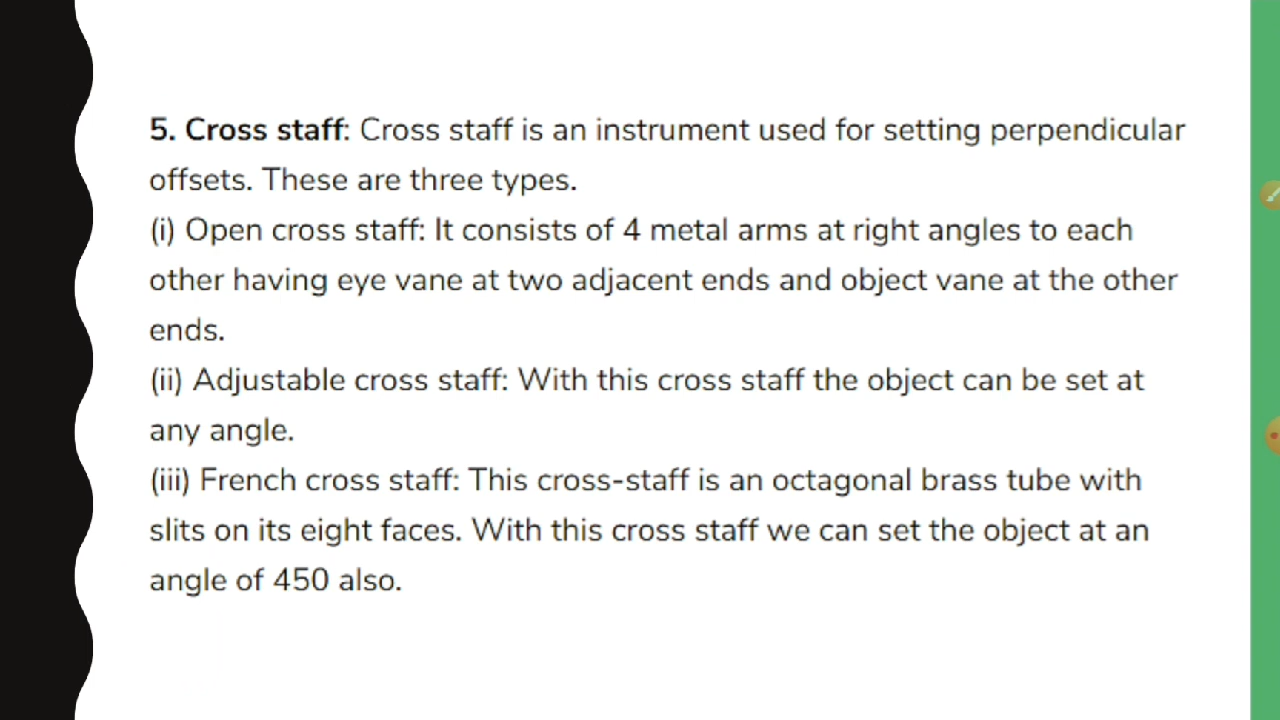 5. Cross staff: Cross staff is an instrument used for setting perpendicular
offsets. These are three types.
(i) Open cross staff: It consists of 4 metal arms at right angles to each
other having eye vane at two adjacent ends and object vane at the other
ends.
(ii) Adjustable cross staff: With this cross staff the object can be set at
any angle.
(iii) French cross staff: This cross-staff is an octagonal brass tube with
slits on its eight faces. With this cross staff we can set the object at an
angle of 450 also.